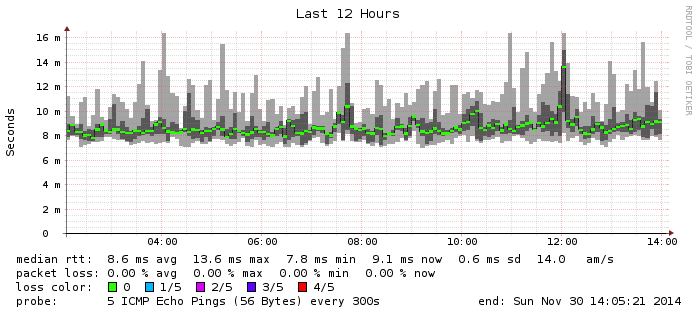 Last 12 Hours
RRDTOOL / TOBI OETIKER
Seconds
16 m
14 m
12 m
10 m
8 m
6 m
4 m
2 m
0
04:00 06:00 08:00 10:00 12:00 14:00
median rtt: 8.6 ms avg 13.6 ms max 7.8 ms min 9.1 ms now 0.6 ms sd 14.0 am/s
packet loss: 0.00 % avg 0.00 % max 0.00 % min 0.00 % now
loss color: 0 1/5 2/5 3/5 4/5
probe: 5 ICMP Echo Pings (56 Bytes) every 300s end: Sun Nov 30 14:05:21 2014